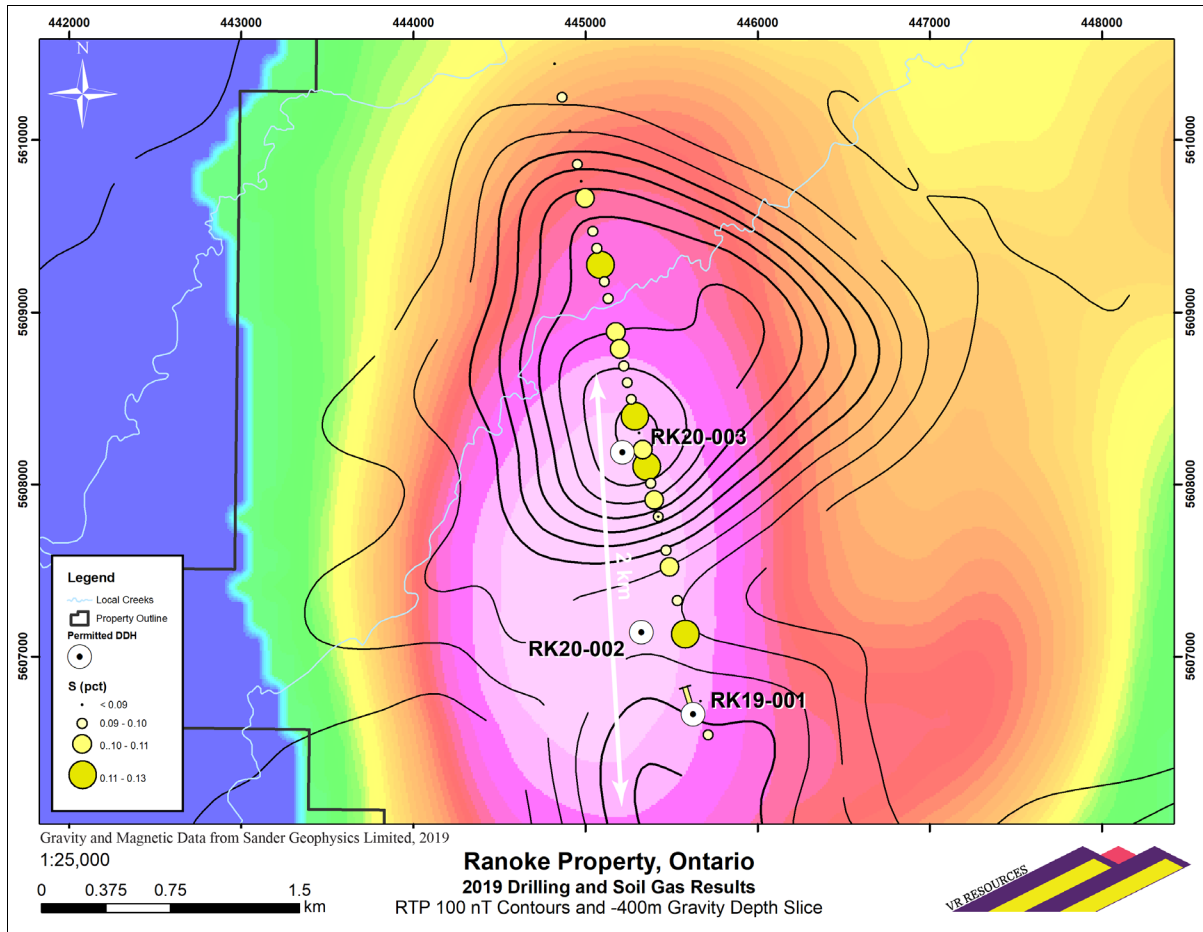 442000 443000 444000 445000 446000 447000 448000
N
5610000 5610000
5609000 5609000
RK20-003
5608000 5608000
2 km
RK20-002
5607000 5607000
RK19-001
Legend
Local Creeks
Property Outline
Permitted DDH
S (pct)
< 0.09
0.09 - 0.10
0..10 - 0.11
0.11 - 0.13
Gravity and Magnetic Data from Sander Geophysics Limited, 2019
1:25,000
0 0.375 0.75 1.5
km
Ranoke Property, Ontario
2019 Drilling and Soil Gas Results
RTP 100 nT Contours and -400m Gravity Depth Slice
VR RESOURCES